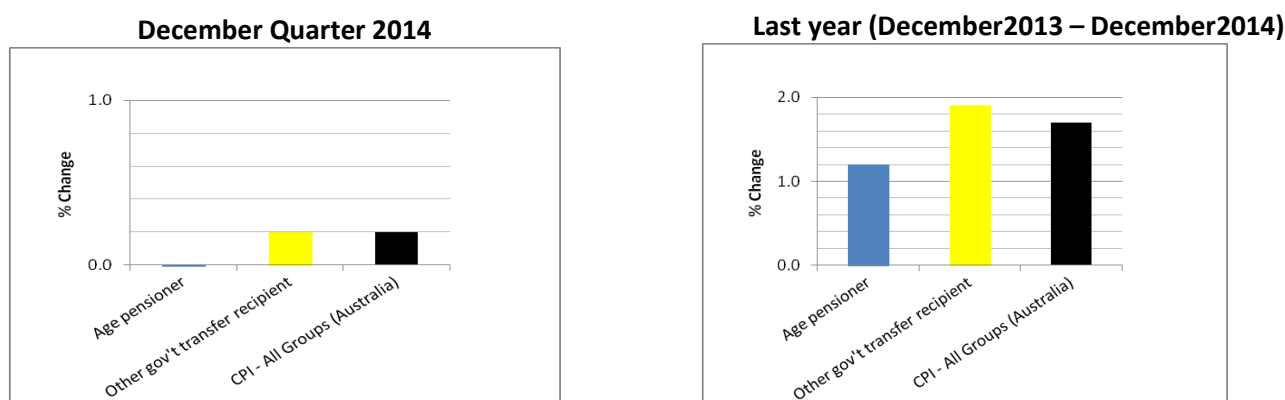 December Quarter 2014
1.0
0.0
% Change
Age pensioner
Other gov't transfer recipient
CPI - All Groups (Australia)
Last year (December2013 – December2014)
2.0
1.0
0.0
% Change
Age pensioner
Other gov't transfer recipient
CPI - All Groups (Australia)